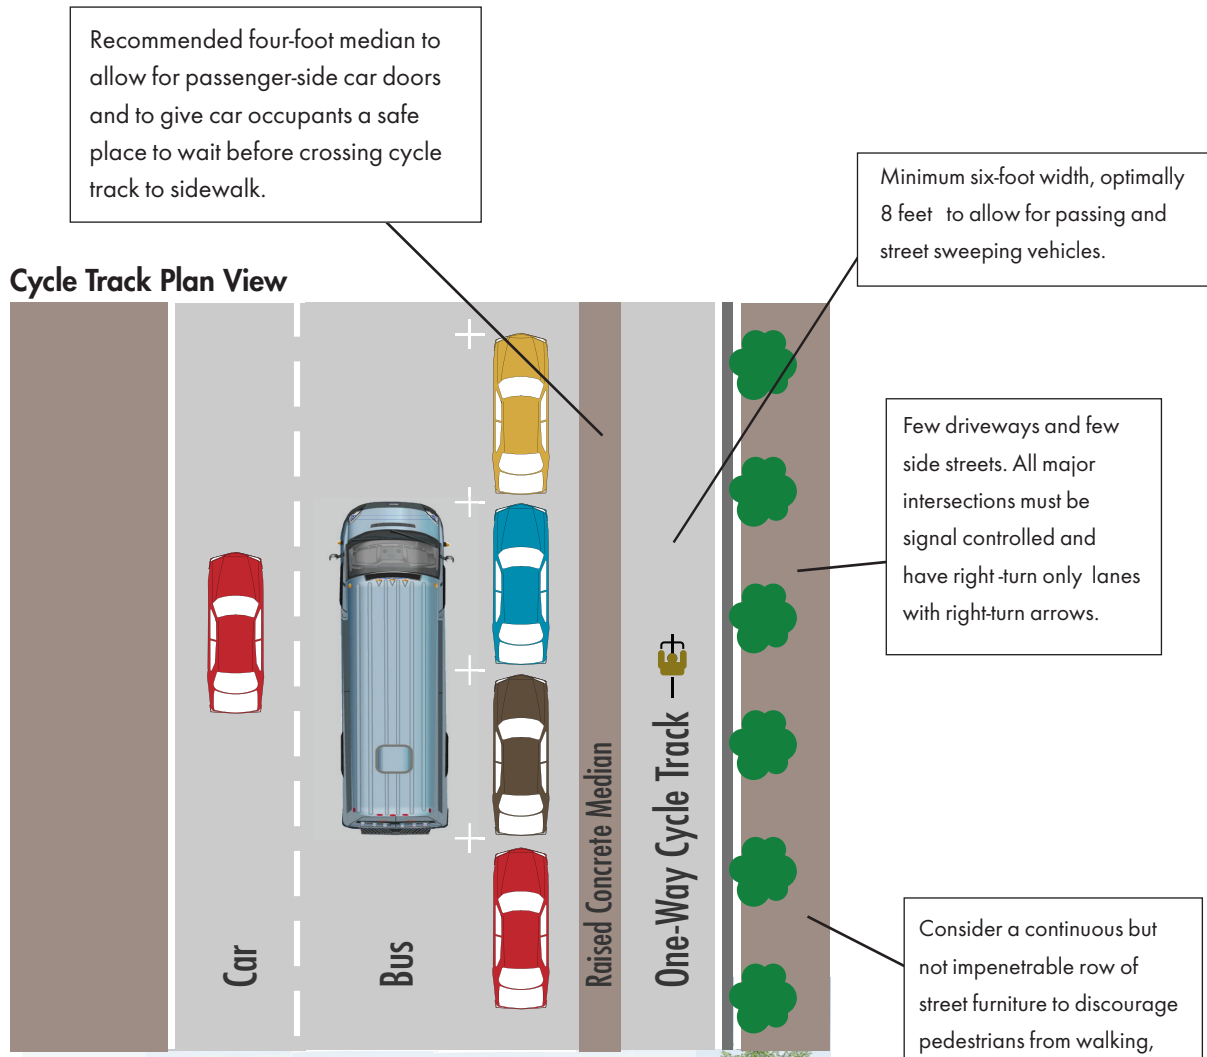 Recommended four-foot median to
allow for passenger-side car doors
and to give car occupants a safe
place to wait before crossing cycle
track to sidewalk.
Minimum six-foot width, optimally
8 feet to allow for passing and
street sweeping vehicles.
Cycle Track Plan View
Few driveways and few
side streets. All major
intersections must be
signal controlled and
have right-turn only lanes
with right-turn arrows.
Car
Bus
Raised Concrete Median
One-Way Cycle Track
Consider a continuous but
not impenetrable row of
street furniture to discourage
pedestrians from walking,